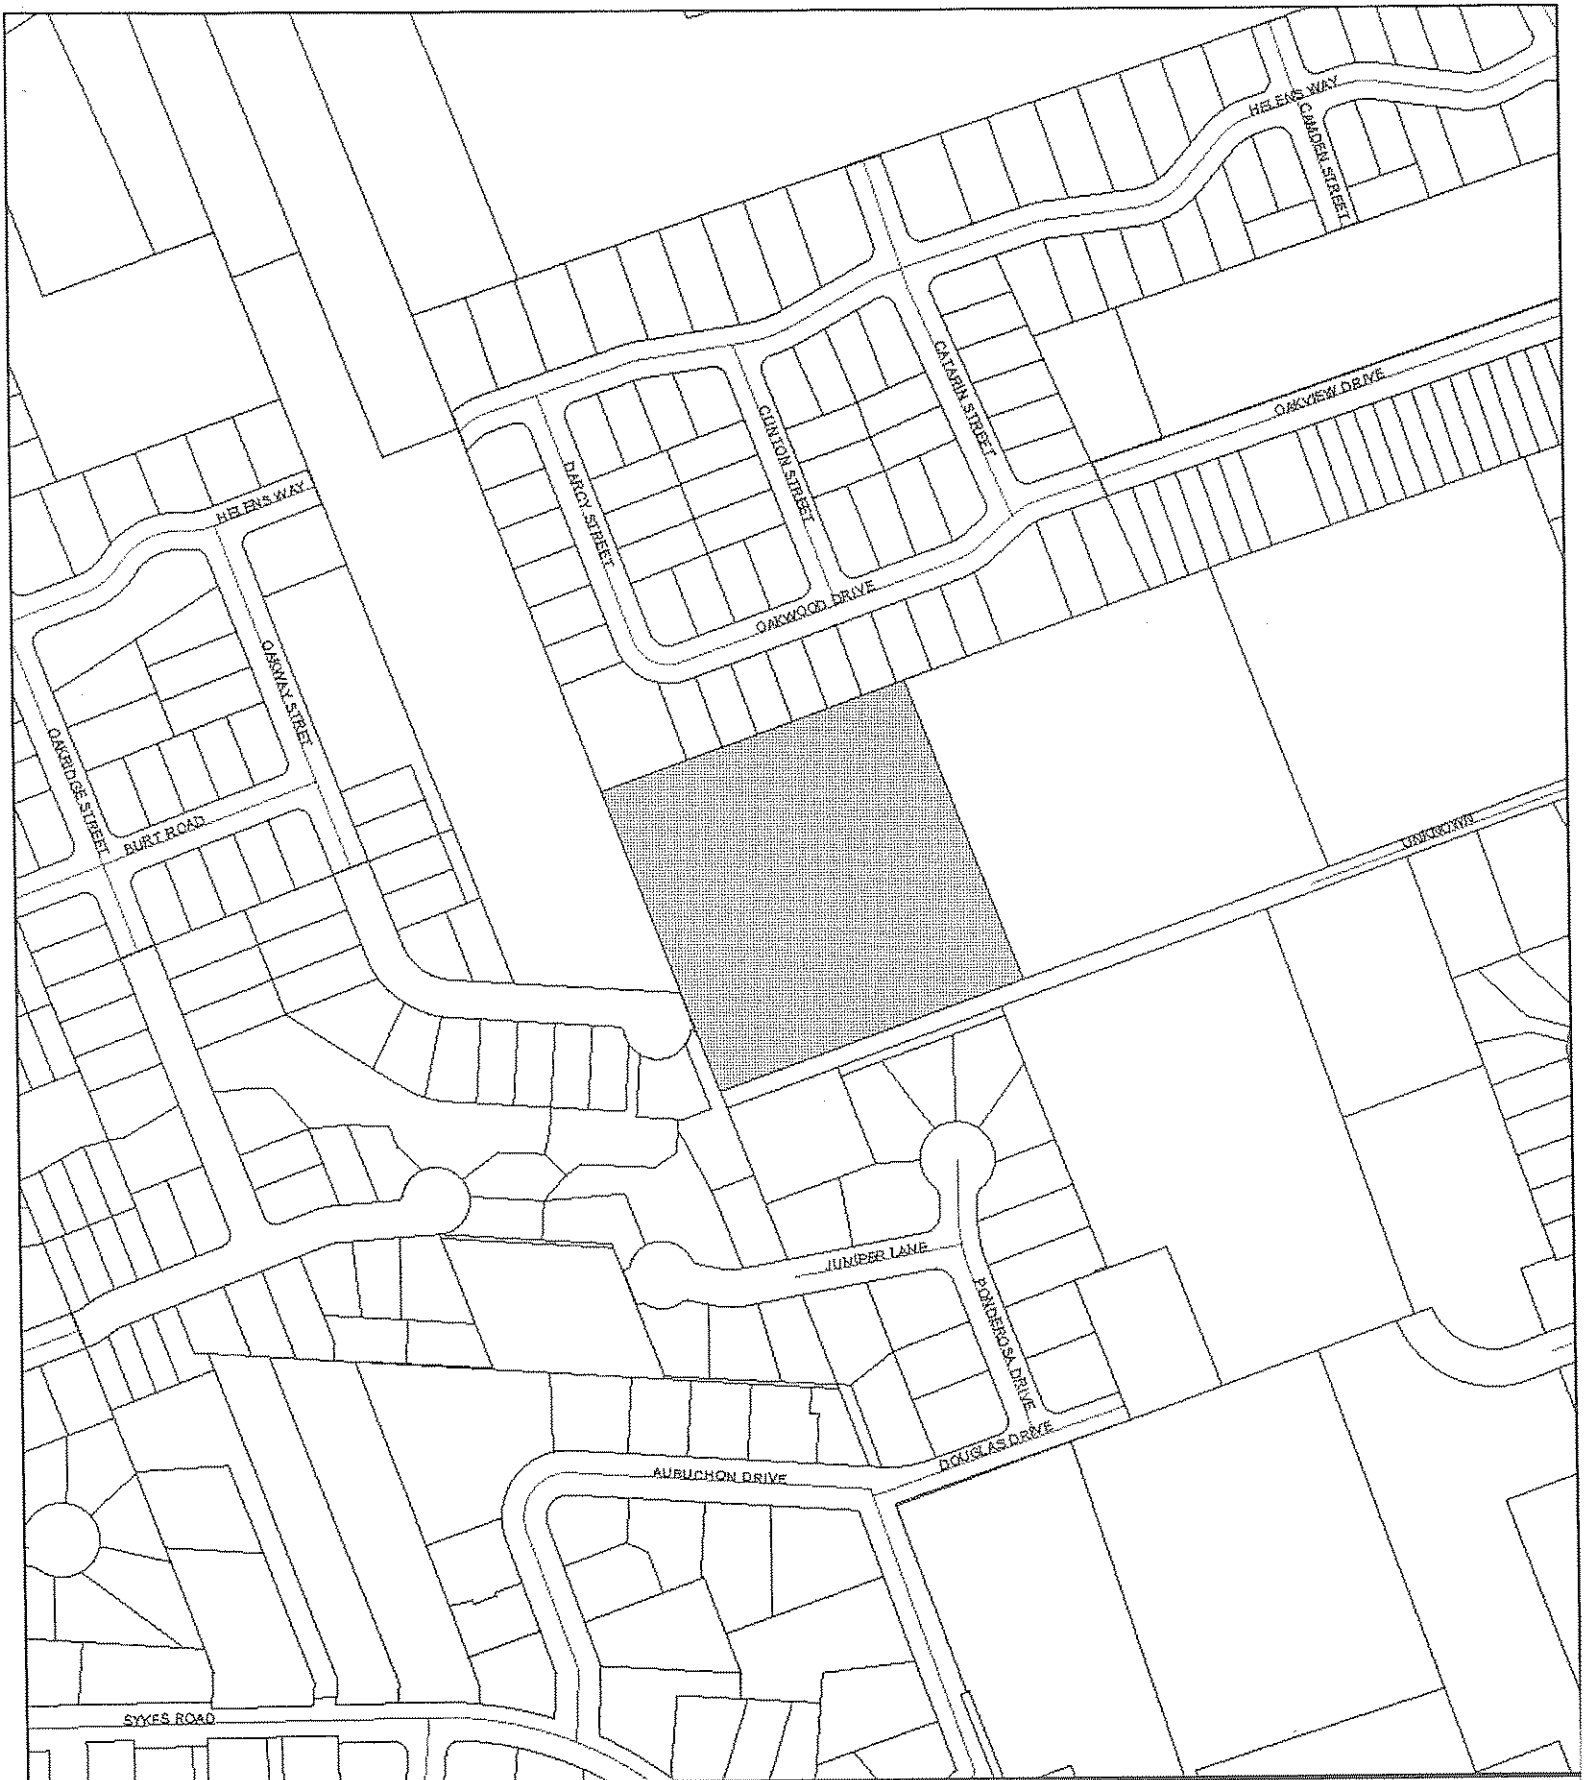 HELENS WAY
CAMDEN STREET
CATARIN STREET
OAKVIEW DRIVE
CLINTON STREET
DARCY STREET
HELENS WAY
OAKWOOD DRIVE
OAKWAY STREET
OAKRIDGE STREET
BURT ROAD
UNKNOWN
JUNIPER LANE
PONDEROSA DRIVE
DOUGLAS DRIVE
AUBUCHON DRIVE
SYKES ROAD